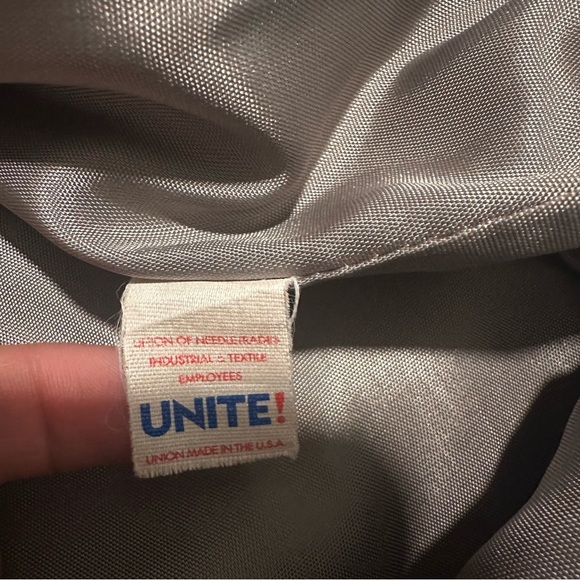 UNION OF NEEDLETRADES
INDUSTRIAL & TEXTILE
EMPLOYEES
UNITE!
UNION MADE IN THE U.S.A.